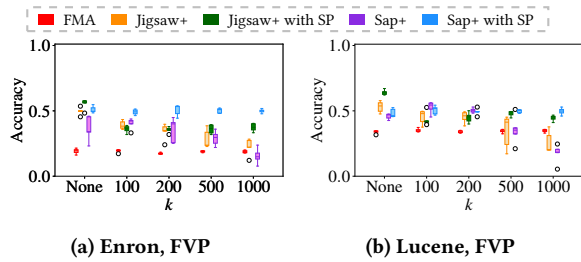 FMA Jigsaw+ Jigsaw+ with SP Sap+ Sap+ with SP
1.0 1.0
Accuracy Accuracy
0.5 0.5
0.0 0.0
None 100 200 500 1000 None 100 200 500 1000
k k
(a) Enron, FVP (b) Lucene, FVP